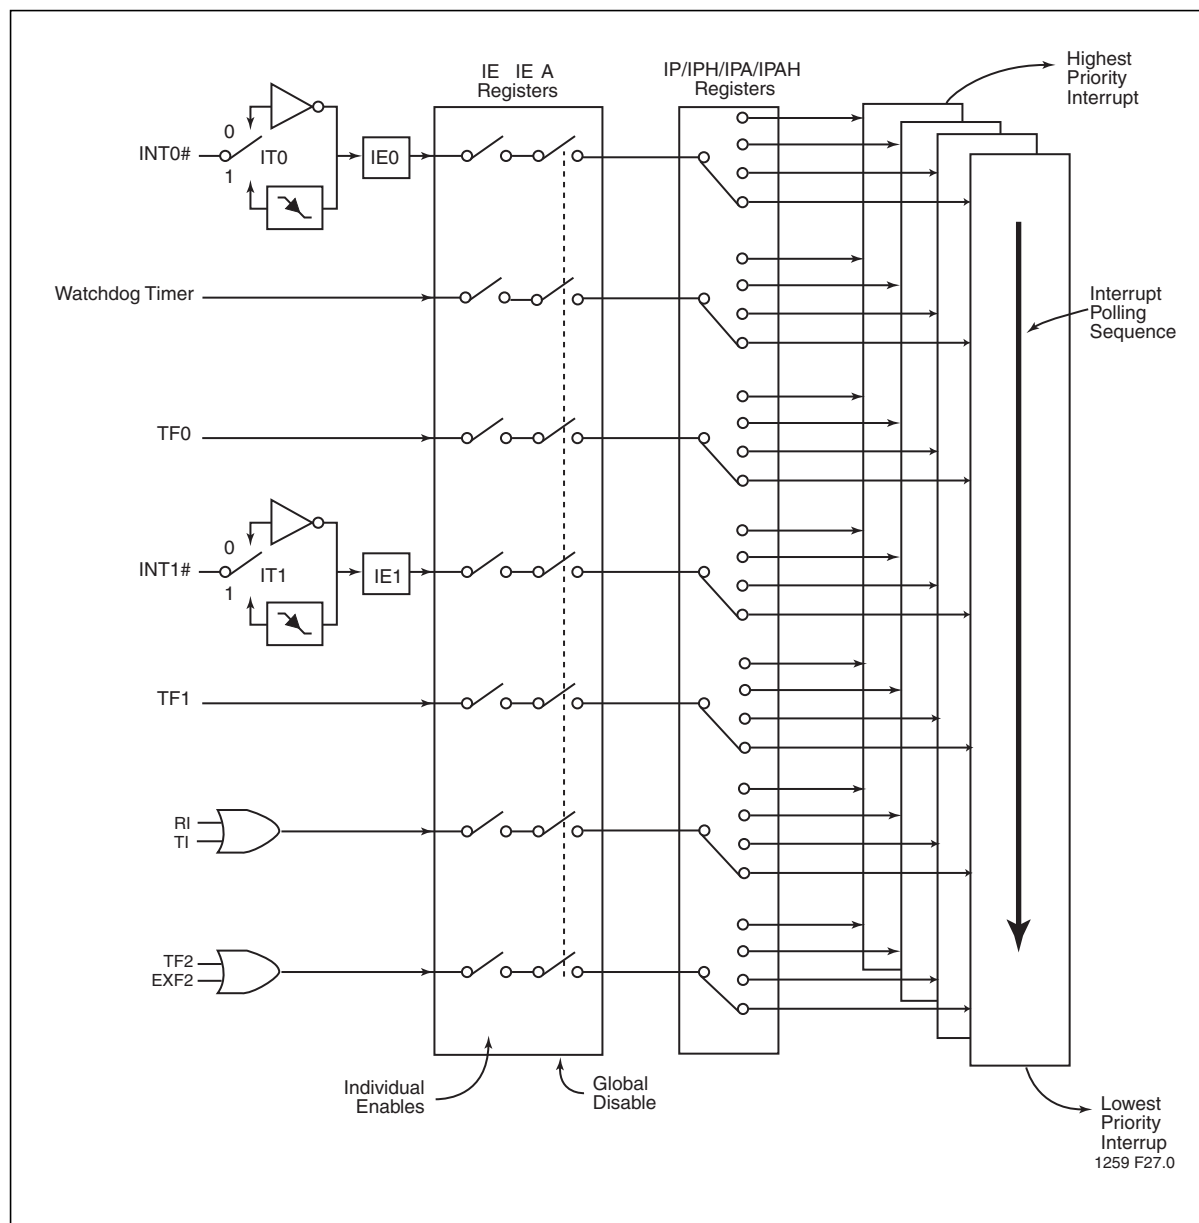 IE IE A
Registers
IP/IPH/IPA/IPAH
Registers
Highest
Priority
Interrupt
0
INT0#
IT0
1
IE0
Watchdog Timer
Interrupt
Polling
Sequence
TF0
0
INT1#
IT1
1
IE1
TF1
RI
TI
TF2
EXF2
Individual
Enables
Global
Disable
Lowest
Priority
Interrup
1259 F27.0